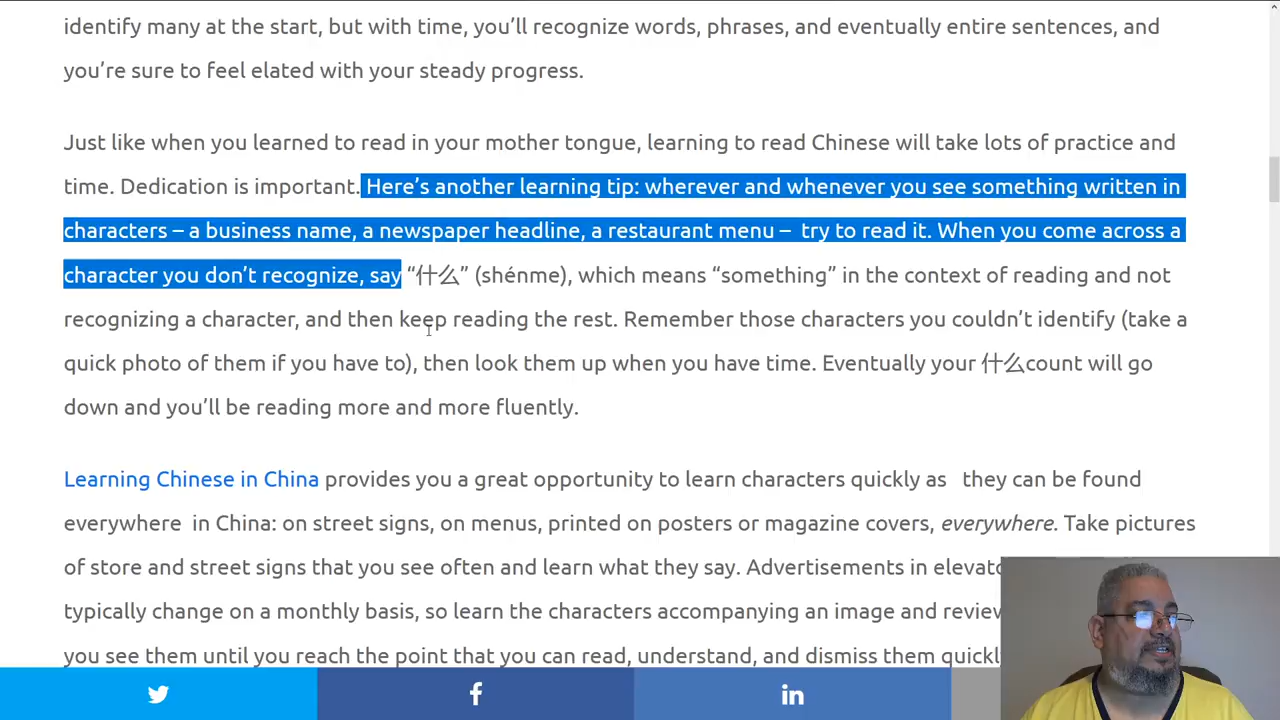 identify many at the start, but with time, you’ll recognize words, phrases, and eventually entire sentences, and
you’re sure to feel elated with your steady progress.
Just like when you learned to read in your mother tongue, learning to read Chinese will take lots of practice and
time. Dedication is important. Here’s another learning tip: wherever and whenever you see something written in
characters – a business name, a newspaper headline, a restaurant menu – try to read it. When you come across a
character you don’t recognize, say “什么” (shénme), which means “something” in the context of reading and not
recognizing a character, and then keep reading the rest. Remember those characters you couldn’t identify (take a
quick photo of them if you have to), then look them up when you have time. Eventually your 什么count will go
down and you’ll be reading more and more fluently.
Learning Chinese in China provides you a great opportunity to learn characters quickly as they can be found
everywhere in China: on street signs, on menus, printed on posters or magazine covers, everywhere. Take pictures
of store and street signs that you see often and learn what they say. Advertisements in
typically change on a monthly basis, so learn the characters accompanying an image and
you see them until you reach the point that you can read, understand, and dismiss them